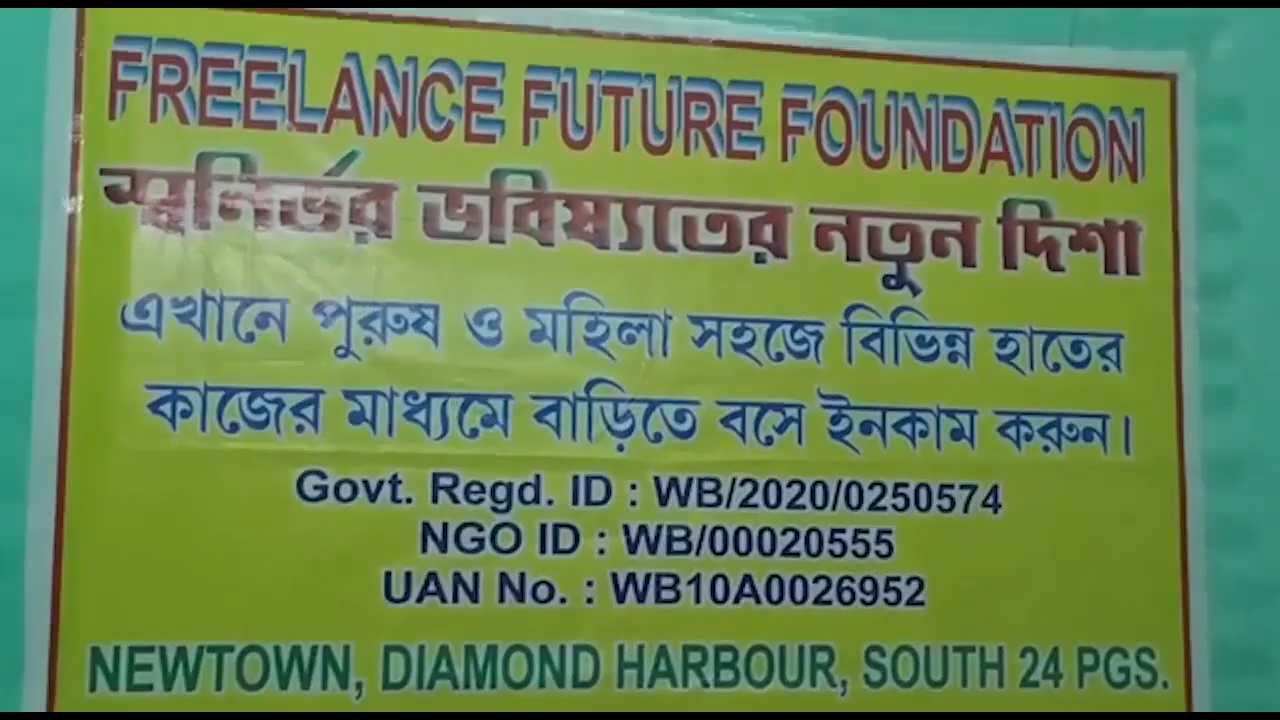 FREELANCE FUTURE FOUNDATION
স্বনির্ভর ভবিষ্যতের নতুন দিশা
এখানে পুরুষ ও মহিলা সহজে বিভিন্ন হাতের
কাজের মাধ্যমে বাড়িতে বসে ইনকাম করুন।
Govt. Regd. ID : WB/2020/0250574
NGO ID : WB/00020555
UAN No. : WB10A0026952
NEWTOWN, DIAMOND HARBOUR, SOUTH 24 PGS.